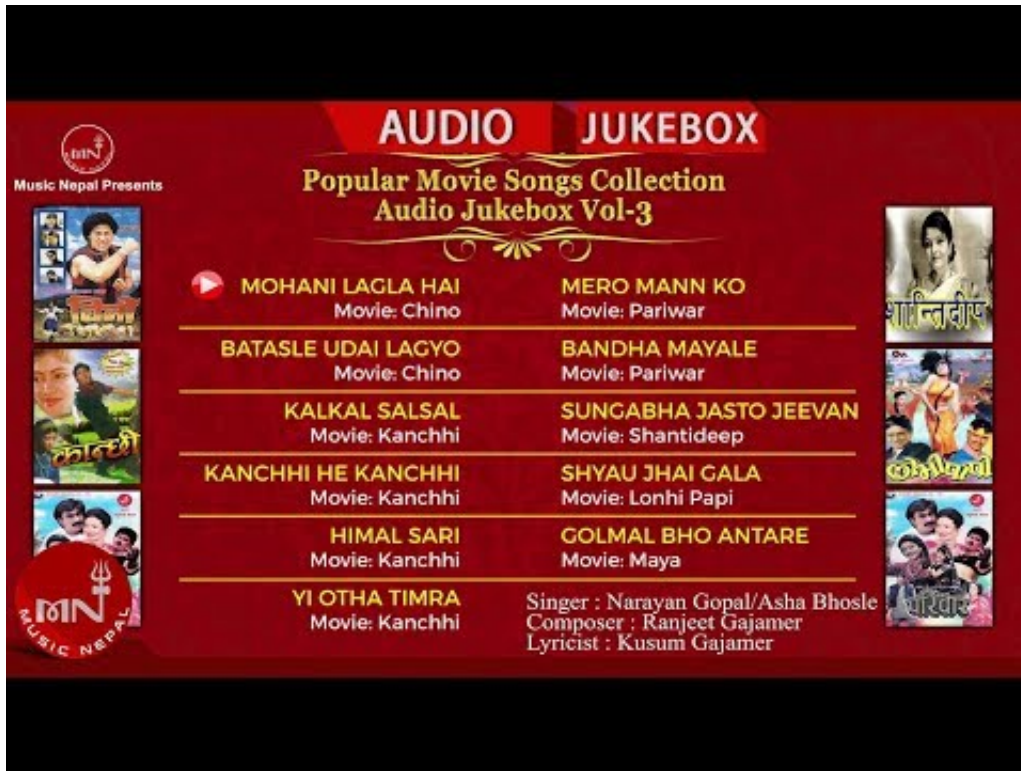 AUDIO JUKEBOX
MN
Music Nepal Presents
Popular Movie Songs Collection
Audio Jukebox Vol-3
MOHANI LAGLA HAI
Movie: Chino
BATASLE UDAI LAGYO
Movie: Chino
KALKAL SALSAL
Movie: Kanchhi
KANCHHI HE KANCHHI
Movie: Kanchhi
HIMAL SARI
Movie: Kanchhi
YI OTHA TIMRA
Movie: Kanchhi
MERO MANN KO
Movie: Pariwar
BANDHA MAYALE
Movie: Pariwar
SUNGABHA JASTO JEEVAN
Movie: Shantideep
SHYAU JHAI GALA
Movie: Lonhi Papi
GOLMAL BHO ANTARE
Movie: Maya
Singer : Narayan Gopal/Asha Bhosle
Composer : Ranjeet Gajamer
Lyricist : Kusum Gajamer
चिनो
कान्छी
MN
MUSIC NEPAL
शान्तिदीप
परिवार